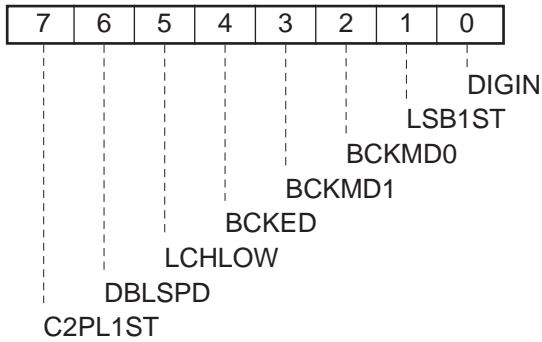 7 6 5 4 3 2 1 0
DIGIN
LSB1ST
BCKMD0
BCKMD1
BCKED
LCHLOW
DBLSPD
C2PL1ST